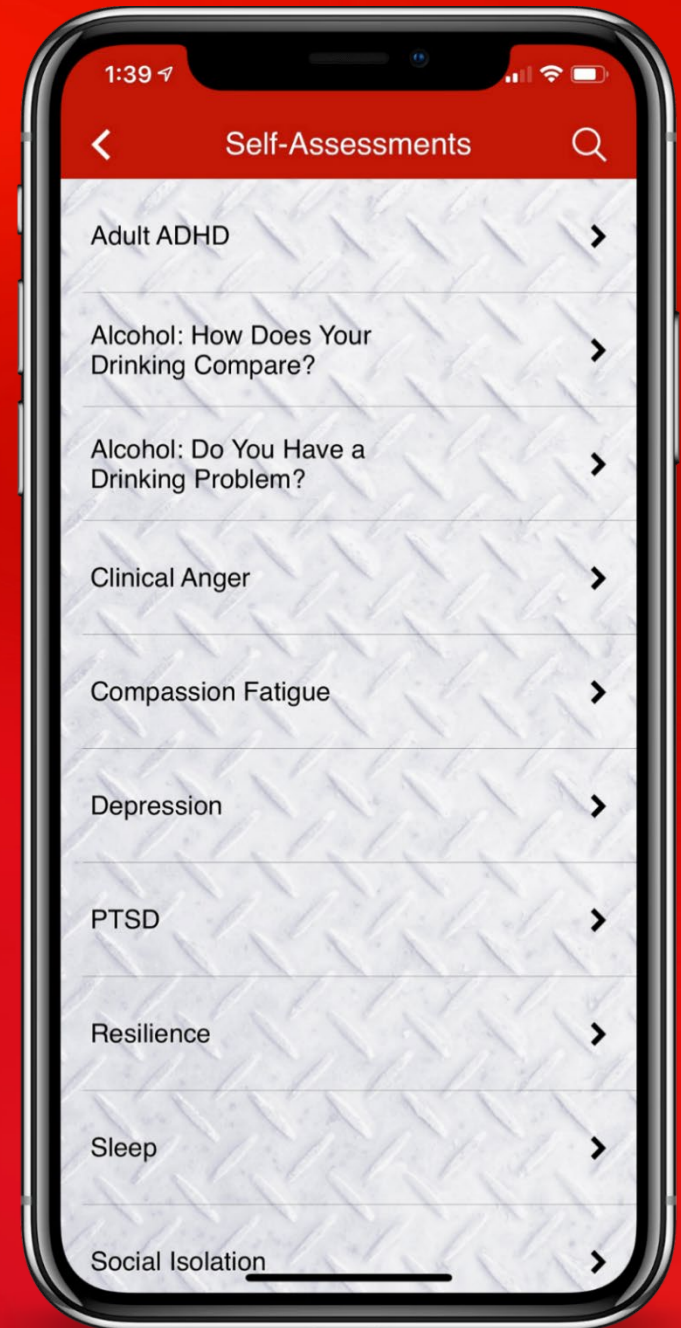 1:39
Self-Assessments
Adult ADHD
Alcohol: How Does Your
Drinking Compare?
Alcohol: Do You Have a
Drinking Problem?
Clinical Anger
Compassion Fatigue
Depression
PTSD
Resilience
Sleep
Social Isolation